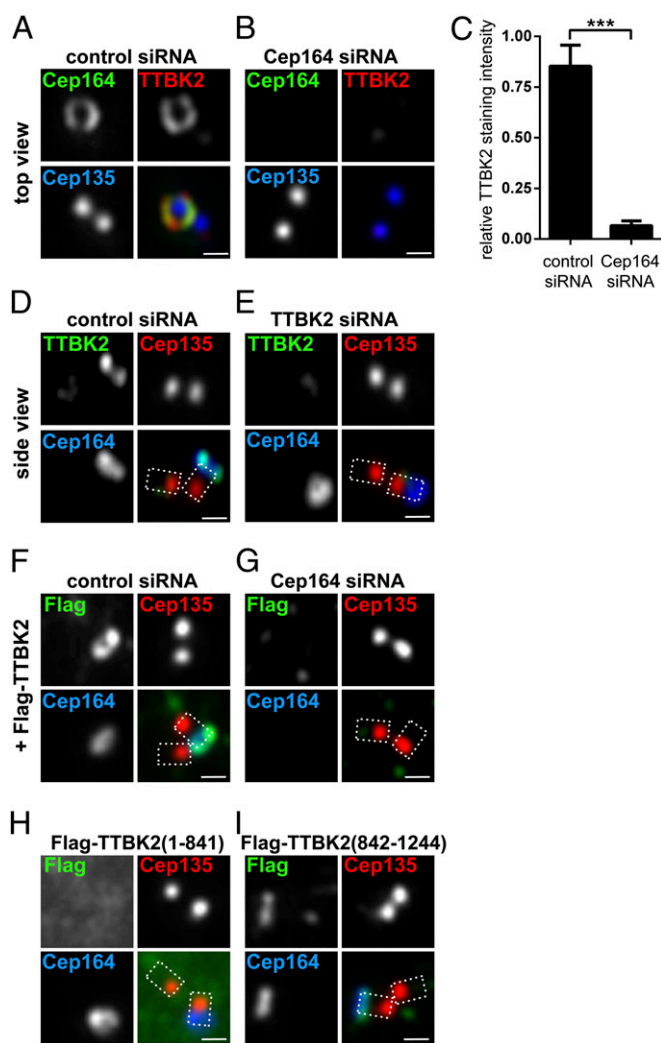 A
control siRNA
B
Cep164 siRNA
C
top view
Cep164
TTBK2
Cep135
Cep164
TTBK2
Cep135
relative TTBK2 staining intensity
1.00
0.75
0.50
0.25
0.00
***
control siRNA
Cep164 siRNA
D
control siRNA
E
TTBK2 siRNA
side view
TTBK2
Cep135
Cep164
TTBK2
Cep135
Cep164
F
control siRNA
G
Cep164 siRNA
+ Flag-TTBK2
Flag
Cep135
Cep164
Flag
Cep135
Cep164
H
Flag-TTBK2(1-841)
I
Flag-TTBK2(842-1244)
Flag
Cep135
Cep164
Flag
Cep135
Cep164